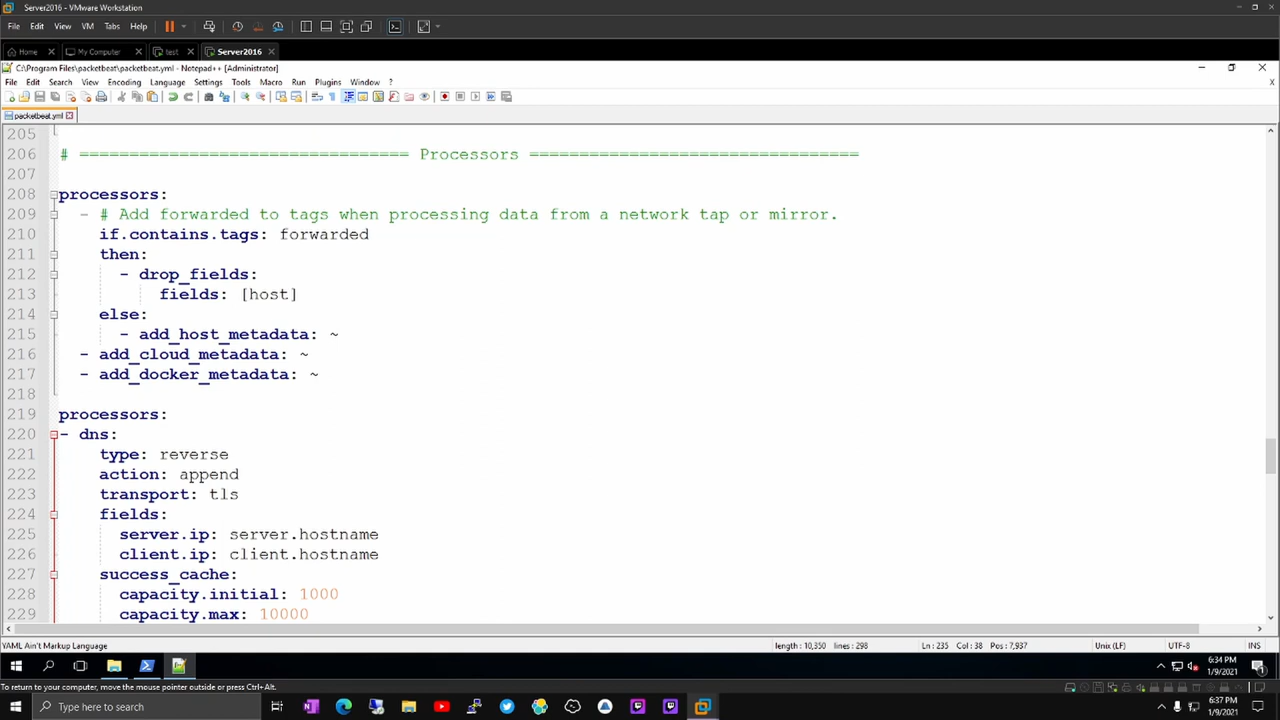 Server2016 - VMware Workstation
File Edit View VM Tabs Help
Home My Computer test Server2016
C:\Program Files\packetbeat\packetbeat.yml - Notepad++ [Administrator]
File Edit Search View Encoding Language Settings Tools Macro Run Plugins Window ?
packetbeat.yml
205
206 # ================================= Processors =================================
207
208 processors:
209 - # Add forwarded to tags when processing data from a network tap or mirror.
210 if.contains.tags: forwarded
211 then:
212 - drop_fields:
213 fields: [host]
214 else:
215 - add_host_metadata: ~
216 - add_cloud_metadata: ~
217 - add_docker_metadata: ~
218
219 processors:
220 - dns:
221 type: reverse
222 action: append
223 transport: tls
224 fields:
225 server.ip: server.hostname
226 client.ip: client.hostname
227 success_cache:
228 capacity.initial: 1000
229 capacity.max: 10000
YAML Ain't Markup Language length : 10,350 lines : 298 Ln : 235 Col : 38 Pos : 7,937 Unix (LF) UTF-8 INS
6:34 PM
1/9/2021
To return to your computer, move the mouse pointer outside or press Ctrl+Alt.
Type here to search
6:37 PM
1/9/2021